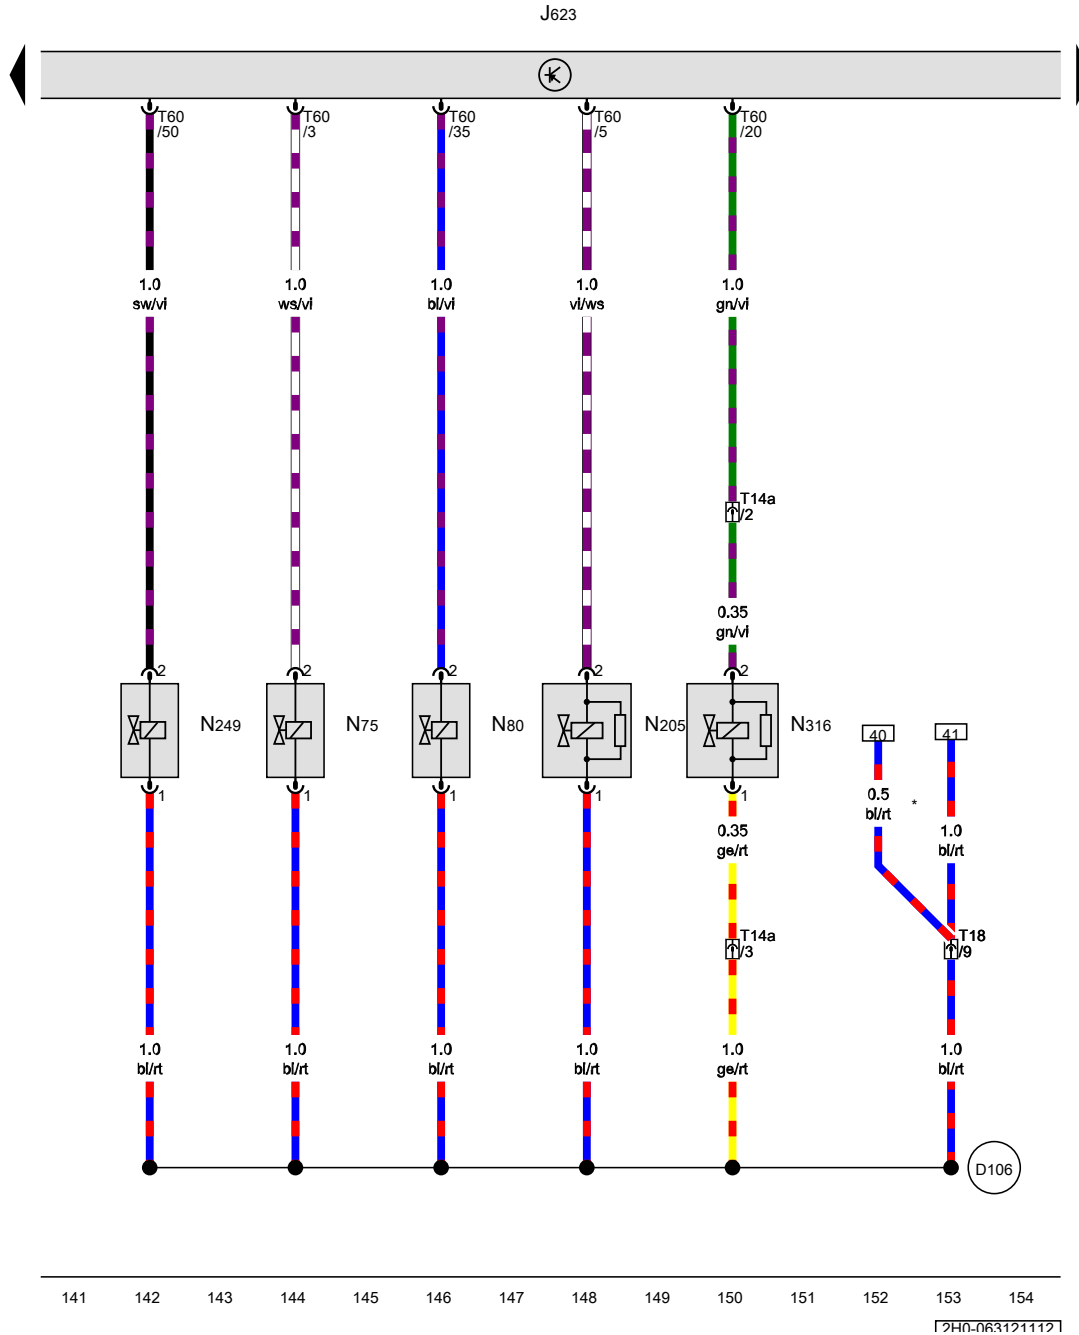 J623
T60 T60 T60 T60 T60
/50 /3 /35 /5 /20
1.0 1.0 1.0 1.0 1.0
sw/vi ws/vi bl/vi vi/ws gn/vi
T14a
/2
0.35
gn/vi
2 2 2 2 2
N249 N75 N80 N205 N316
40 41
1 1 1 1 1
0.5 *
bl/rt
0.35 1.0
ge/rt bl/rt
T14a T18
/3 /9
1.0 1.0 1.0 1.0 1.0 1.0
bl/rt bl/rt bl/rt bl/rt ge/rt bl/rt
D106
141 142 143 144 145 146 147 148 149 150 151 152 153 154
2H0-063121112